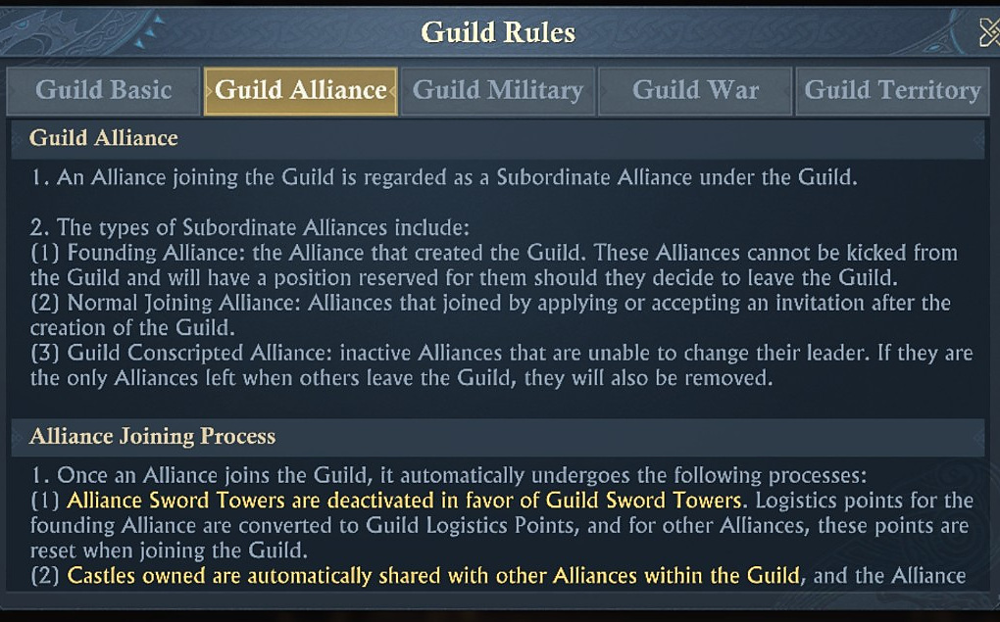 Guild Rules
Guild Basic
Guild Alliance
Guild Military
Guild War
Guild Territory
Guild Alliance
1. An Alliance joining the Guild is regarded as a Subordinate Alliance under the Guild.
2. The types of Subordinate Alliances include:
(1) Founding Alliance: the Alliance that created the Guild. These Alliances cannot be kicked from
the Guild and will have a position reserved for them should they decide to leave the Guild.
(2) Normal Joining Alliance: Alliances that joined by applying or accepting an invitation after the
creation of the Guild.
(3) Guild Conscripted Alliance: inactive Alliances that are unable to change their leader. If they are
the only Alliances left when others leave the Guild, they will also be removed.
Alliance Joining Process
1. Once an Alliance joins the Guild, it automatically undergoes the following processes:
(1) Alliance Sword Towers are deactivated in favor of Guild Sword Towers. Logistics points for the
founding Alliance are converted to Guild Logistics Points, and for other Alliances, these points are
reset when joining the Guild.
(2) Castles owned are automatically shared with other Alliances within the Guild, and the Alliance